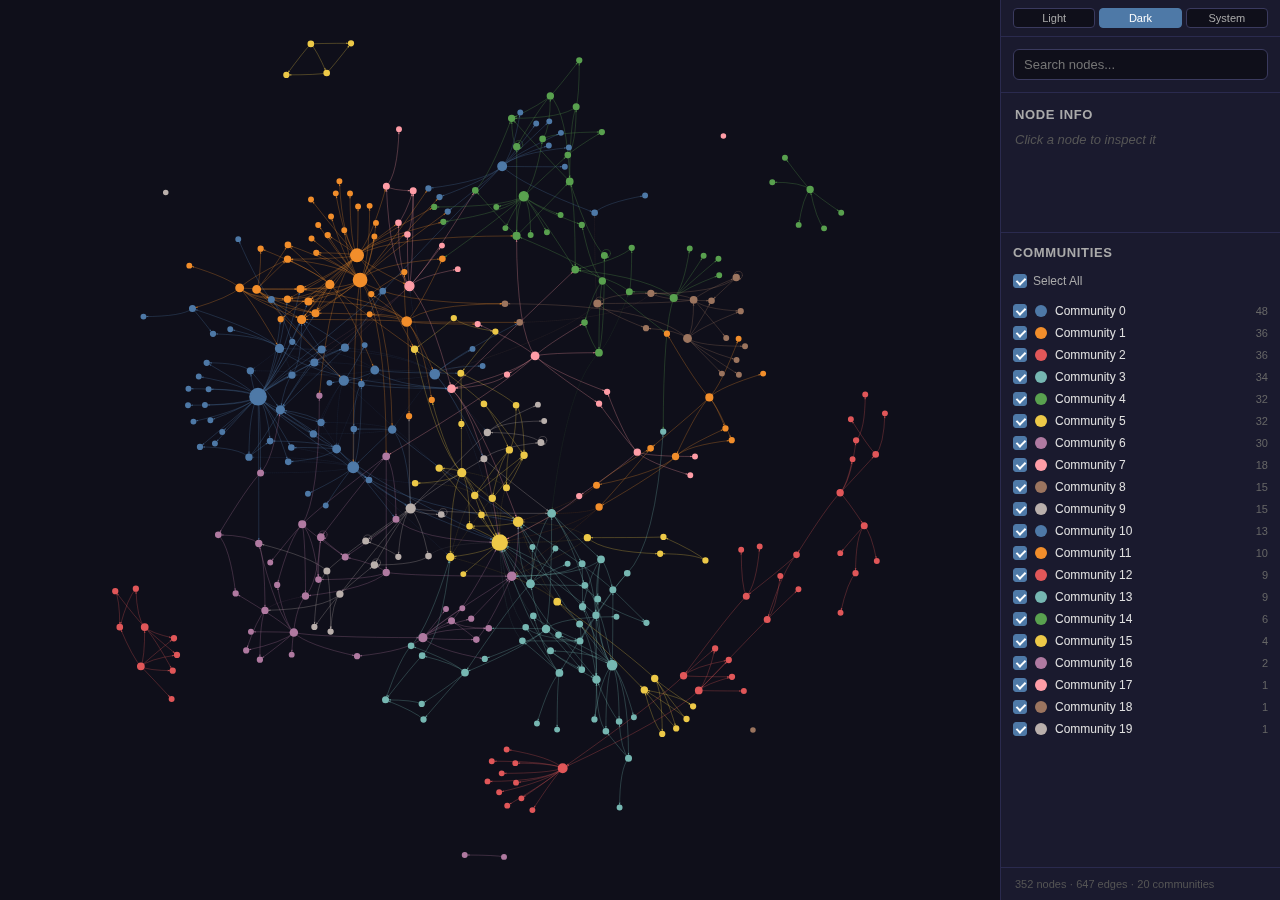 Light Dark System
Search nodes...
NODE INFO
Click a node to inspect it
COMMUNITIES
Select All
Community 0 48
Community 1 36
Community 2 36
Community 3 34
Community 4 32
Community 5 32
Community 6 30
Community 7 18
Community 8 15
Community 9 15
Community 10 13
Community 11 10
Community 12 9
Community 13 9
Community 14 6
Community 15 4
Community 16 2
Community 17 1
Community 18 1
Community 19 1
352 nodes · 647 edges · 20 communities